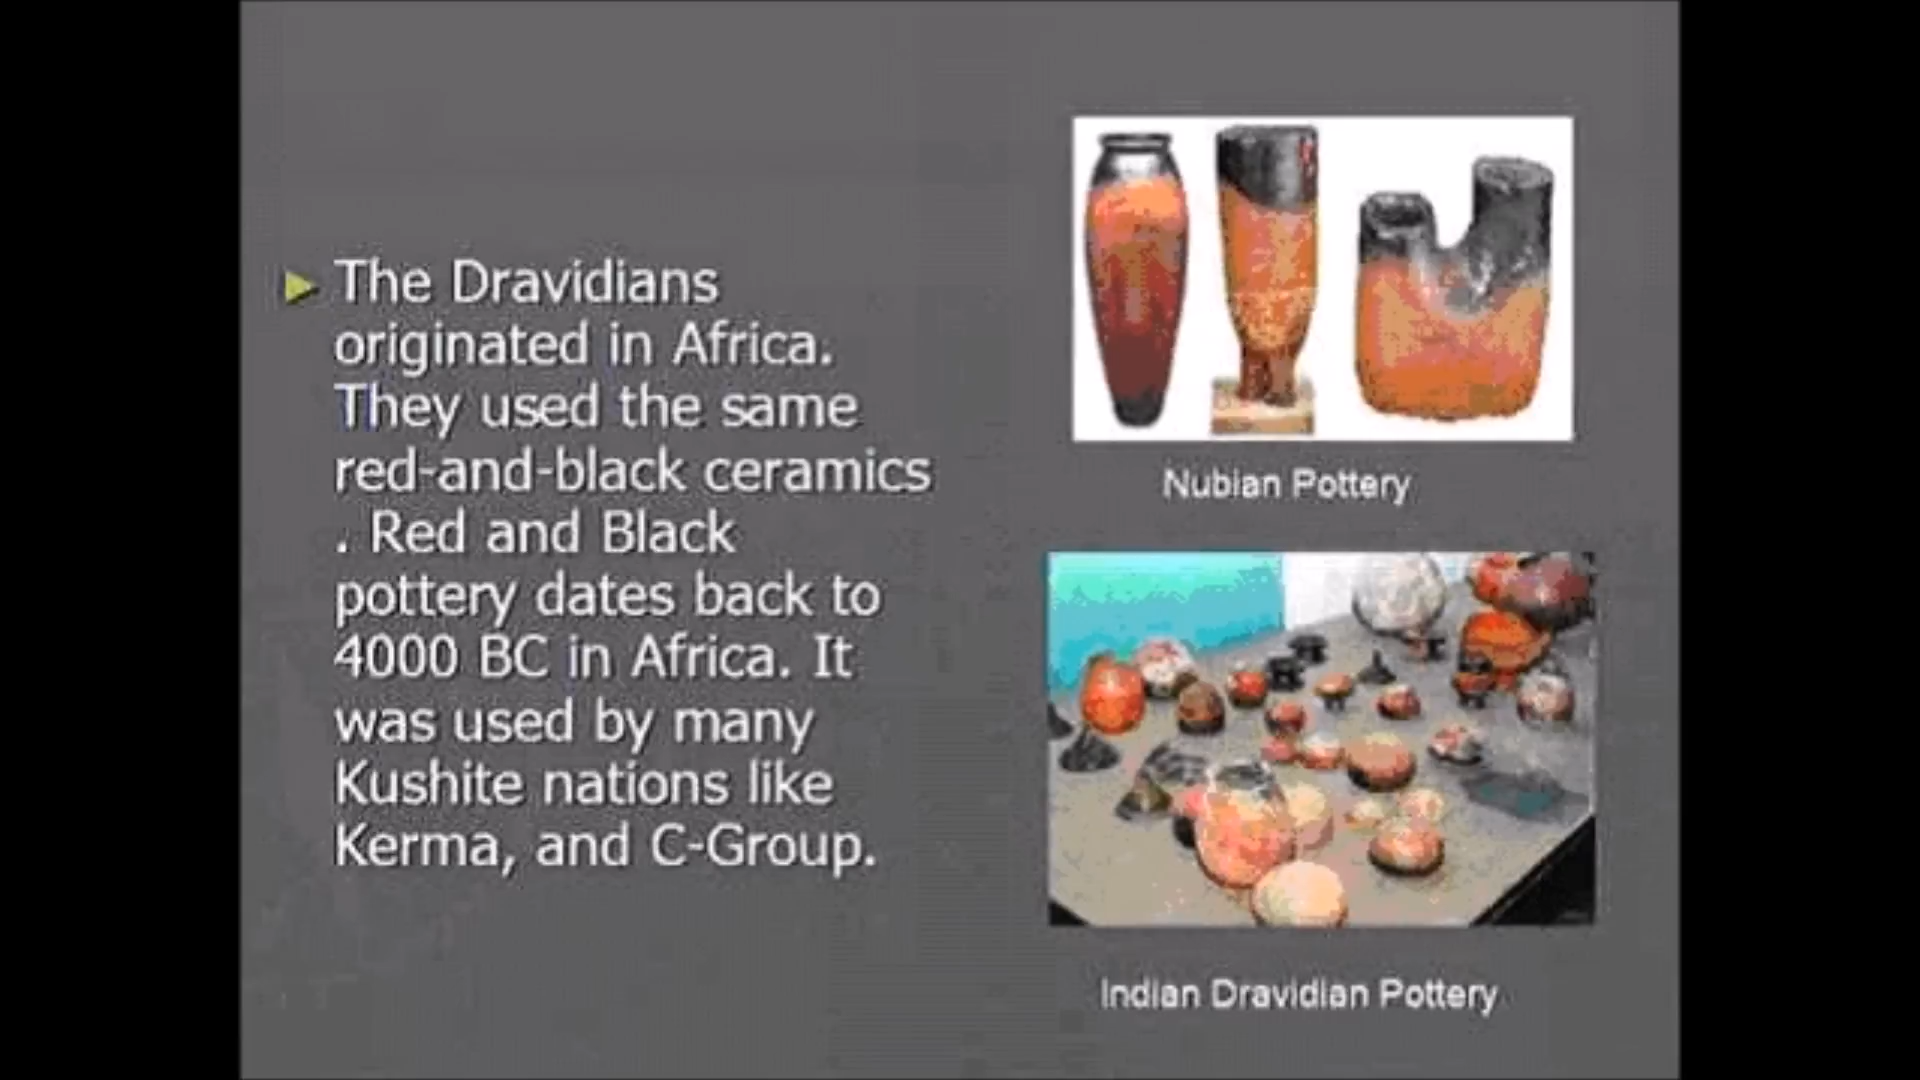 The Dravidians
originated in Africa.
They used the same
red-and-black ceramics
. Red and Black
pottery dates back to
4000 BC in Africa. It
was used by many
Kushite nations like
Kerma, and C-Group.
Nubian Pottery
Indian Dravidian Pottery